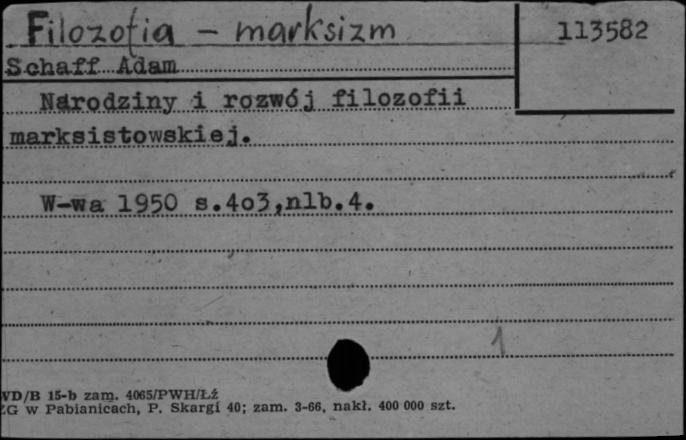 Filozofia – marksizm
113582
Schaff Adam
Narodziny i rozwój filozofii
marksistowskiej.
W-wa 1950 s.4o3,nlb.4.
1
WD/B 15-b zam. 4065/PWH/Łź
ZG w Pabianicach, P. Skargi 40; zam. 3-66, nakł. 400 000 szt.